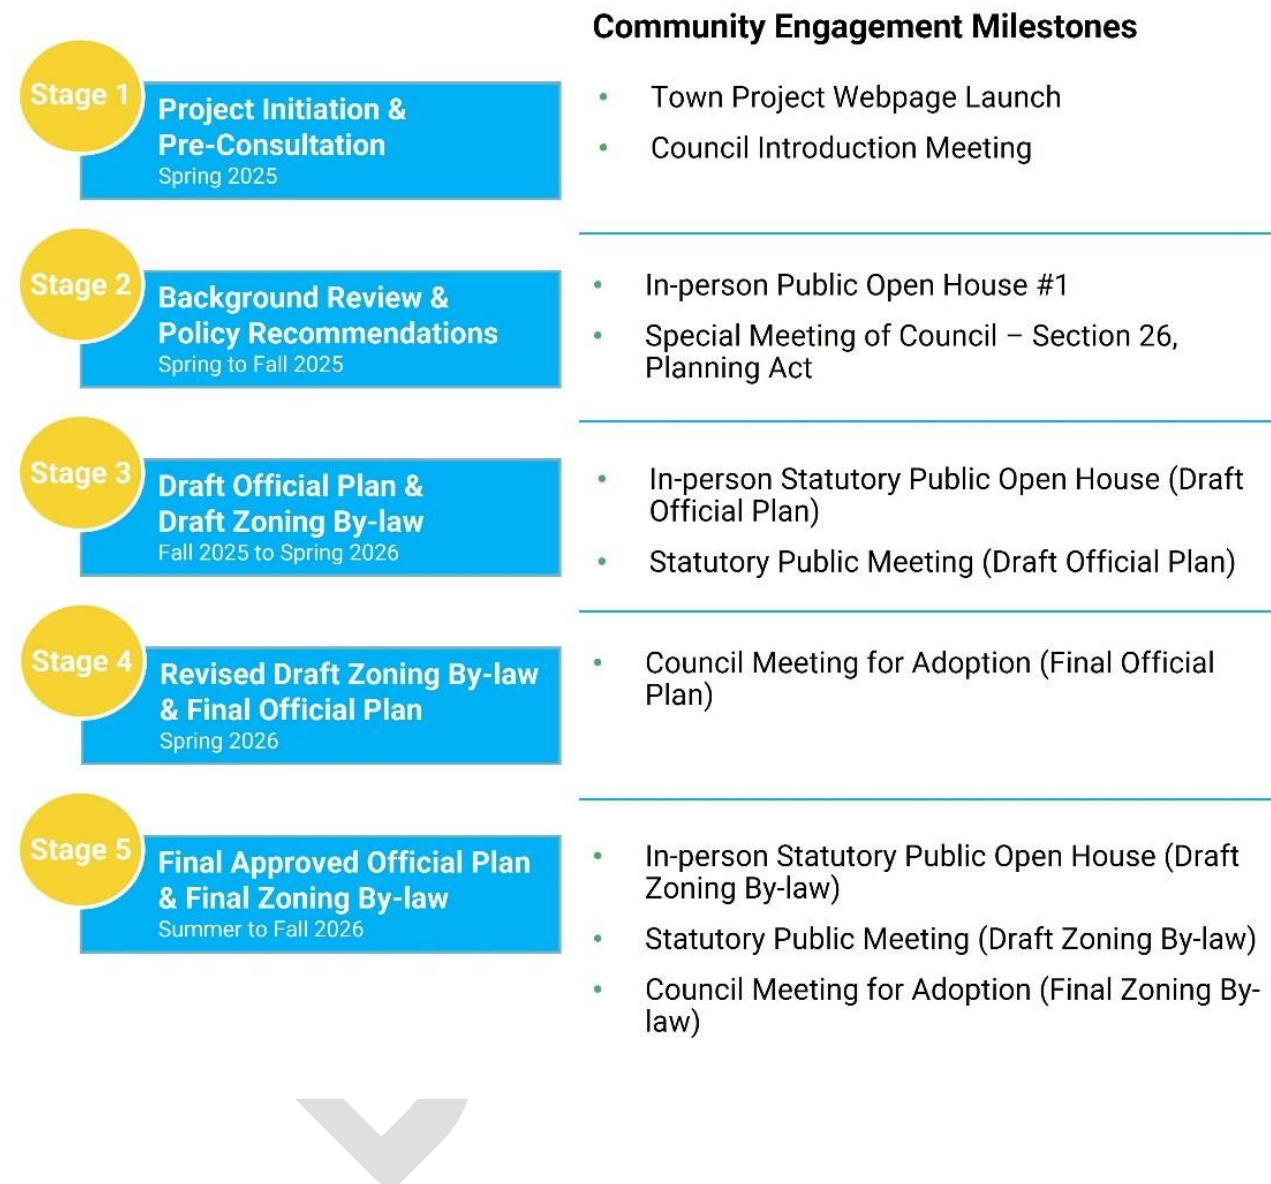 Community Engagement Milestones
Stage 1
Project Initiation &
Pre-Consultation
Spring 2025
• Town Project Webpage Launch
• Council Introduction Meeting
Stage 2
Background Review &
Policy Recommendations
Spring to Fall 2025
• In-person Public Open House #1
• Special Meeting of Council – Section 26,
Planning Act
Stage 3
Draft Official Plan &
Draft Zoning By-law
Fall 2025 to Spring 2026
• In-person Statutory Public Open House (Draft
Official Plan)
• Statutory Public Meeting (Draft Official Plan)
Stage 4
Revised Draft Zoning By-law
& Final Official Plan
Spring 2026
• Council Meeting for Adoption (Final Official
Plan)
Stage 5
Final Approved Official Plan
& Final Zoning By-law
Summer to Fall 2026
• In-person Statutory Public Open House (Draft
Zoning By-law)
• Statutory Public Meeting (Draft Zoning By-law)
• Council Meeting for Adoption (Final Zoning By-
law)